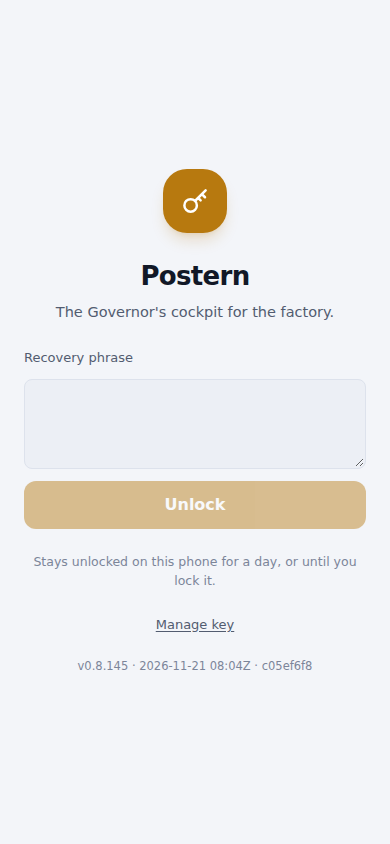 Postern
The Governor's cockpit for the factory.
Recovery phrase
Unlock
Stays unlocked on this phone for a day, or until you
lock it.
Manage key
v0.8.145 · 2026-11-21 08:04Z · c05ef6f8